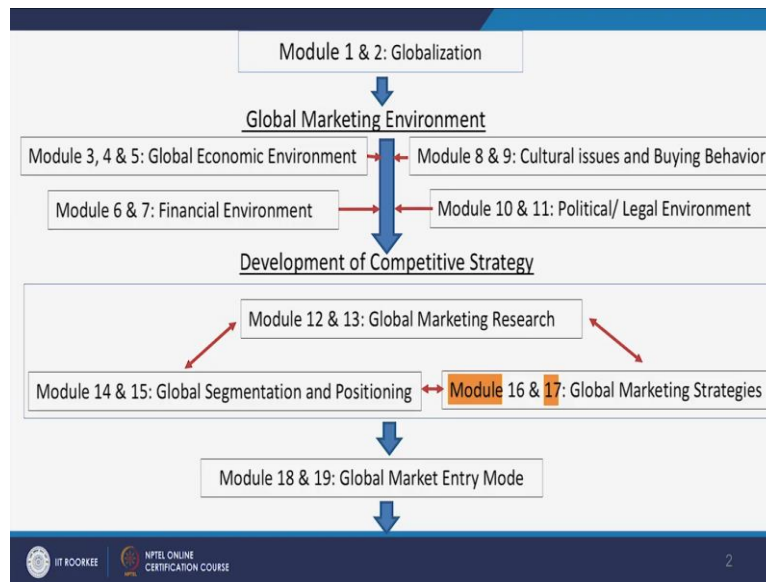 Module 1 & 2: Globalization
Global Marketing Environment
Module 3, 4 & 5: Global Economic Environment
Module 8 & 9: Cultural issues and Buying Behavior
Module 6 & 7: Financial Environment
Module 10 & 11: Political/ Legal Environment
Development of Competitive Strategy
Module 12 & 13: Global Marketing Research
Module 14 & 15: Global Segmentation and Positioning
Module 16 & 17: Global Marketing Strategies
Module 18 & 19: Global Market Entry Mode
IIT ROORKEE
NPTEL ONLINE
CERTIFICATION COURSE
2